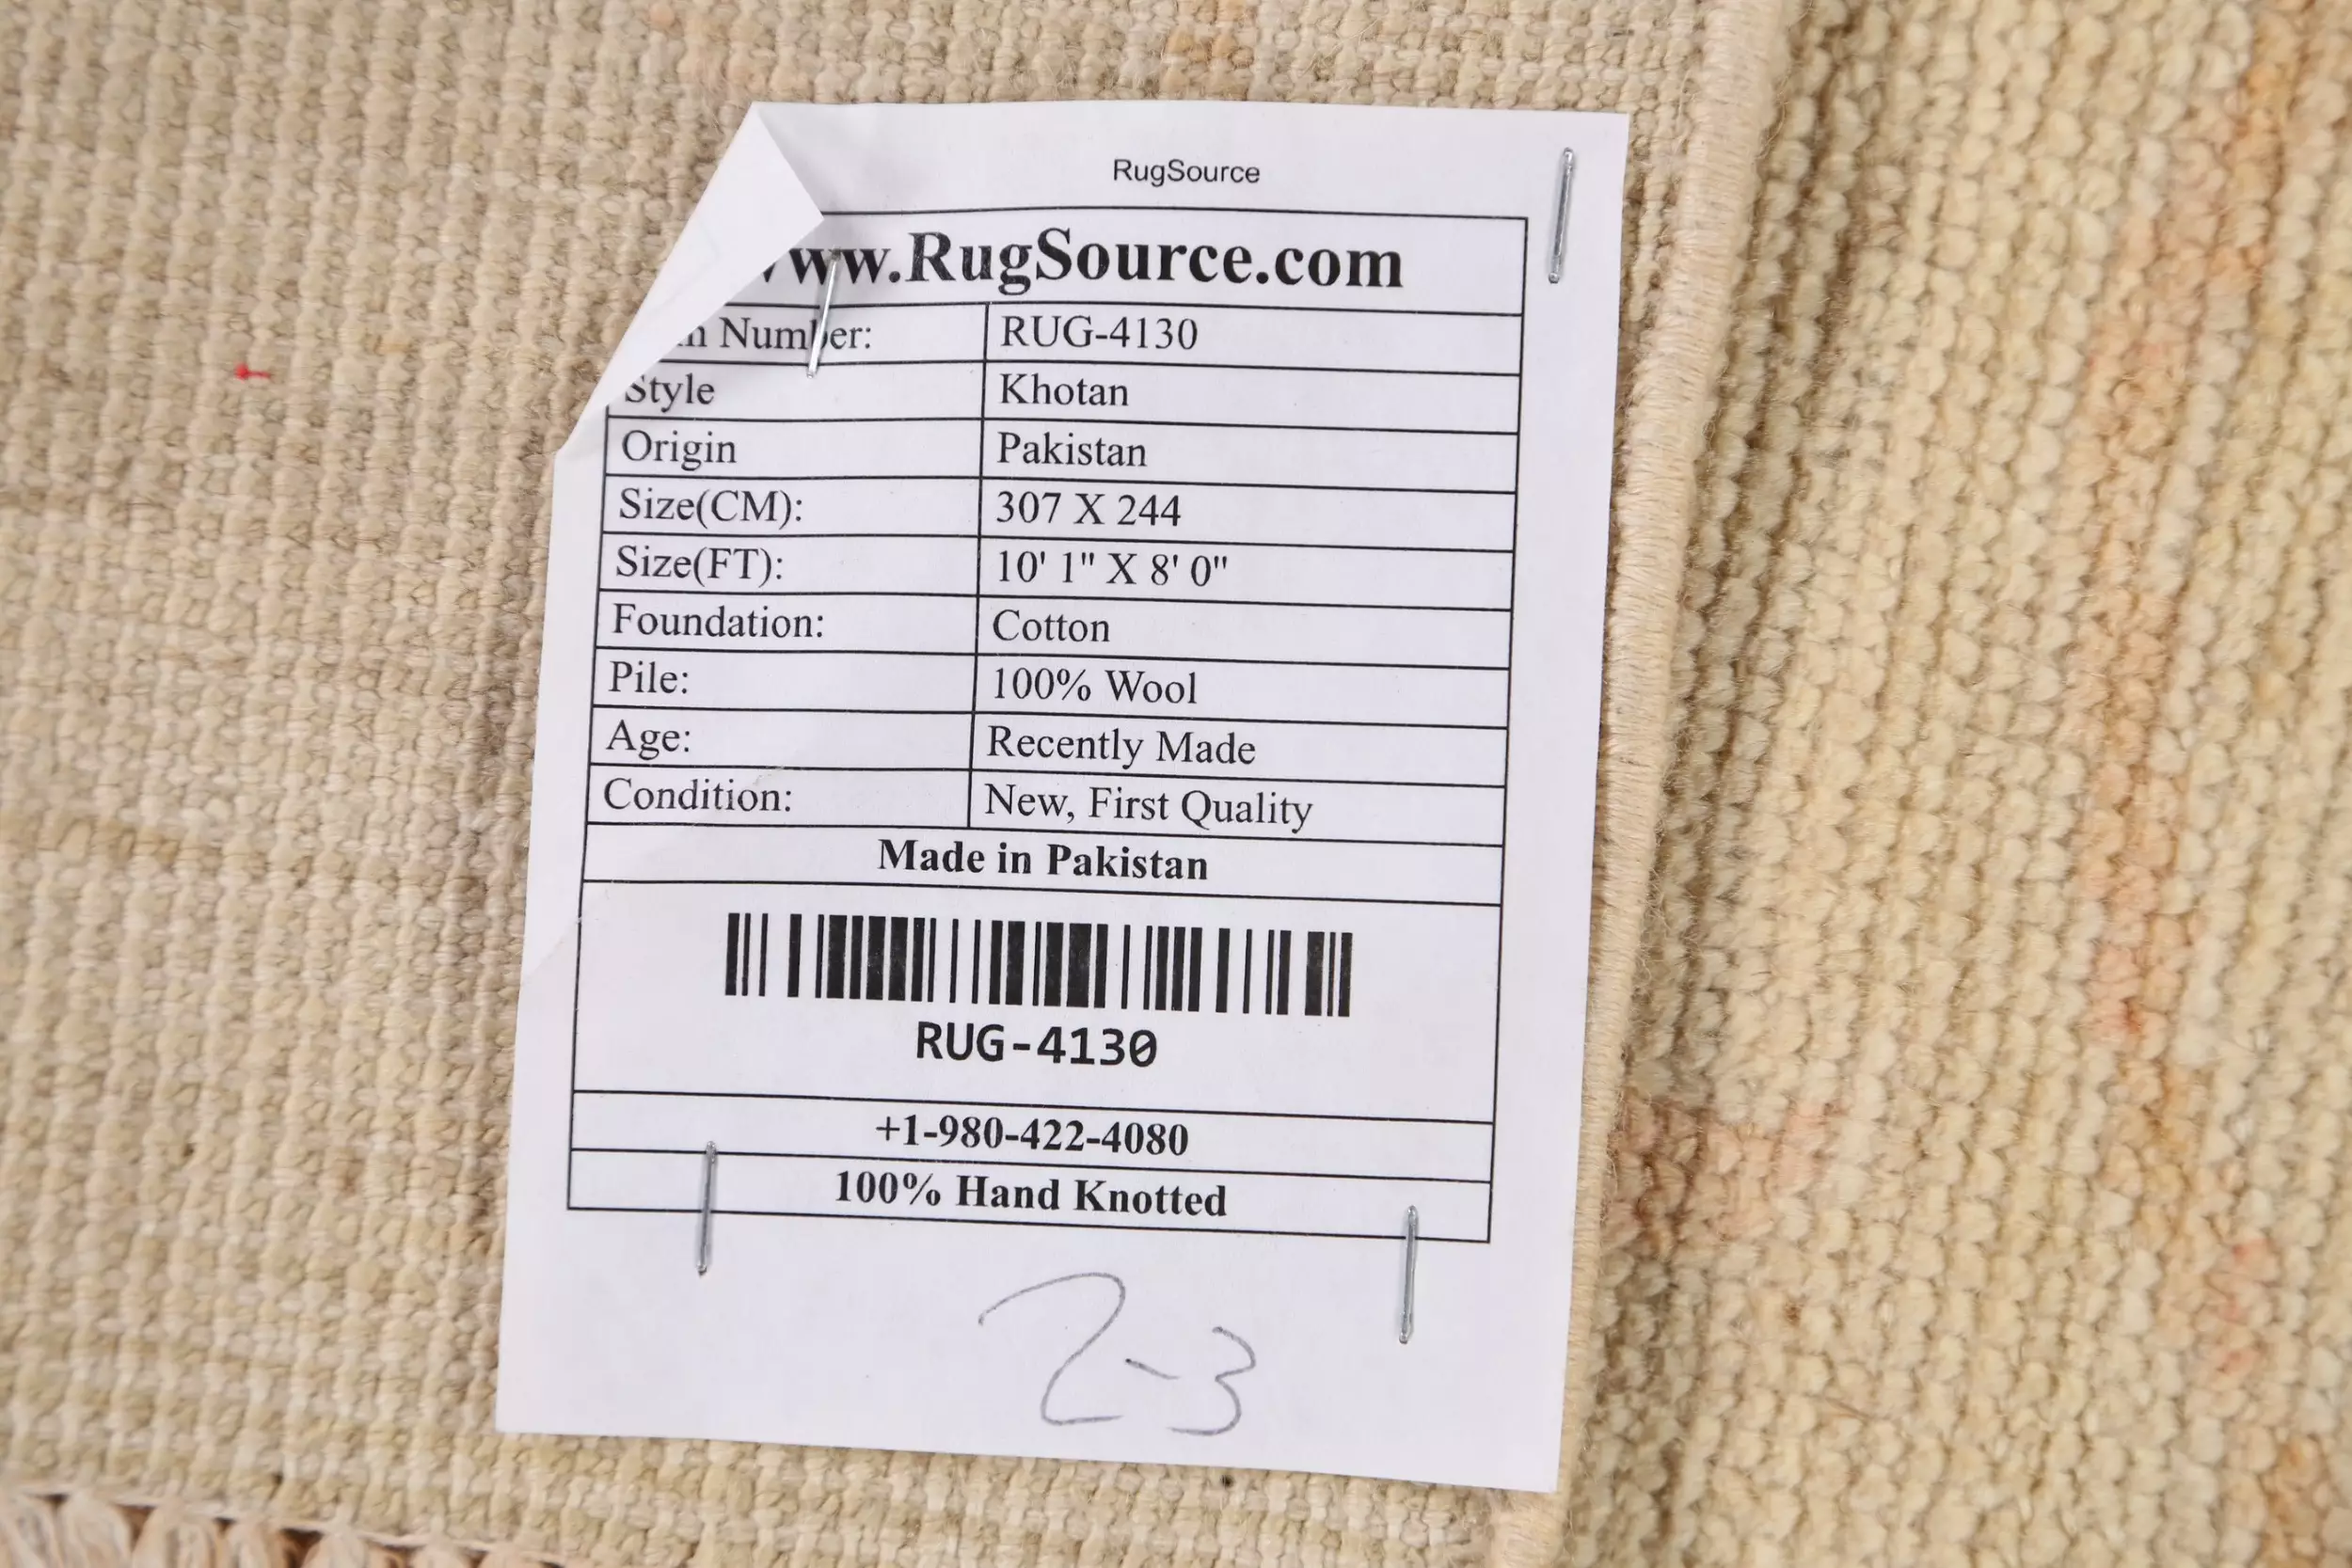 RugSource
ww.RugSource.com
Number: RUG-4130
Style Khotan
Origin Pakistan
Size(CM): 307 X 244
Size(FT): 10' 1" X 8' 0"
Foundation: Cotton
Pile: 100% Wool
Age: Recently Made
Condition: New, First Quality
Made in Pakistan
RUG-4130
+1-980-422-4080
100% Hand Knotted
2-3